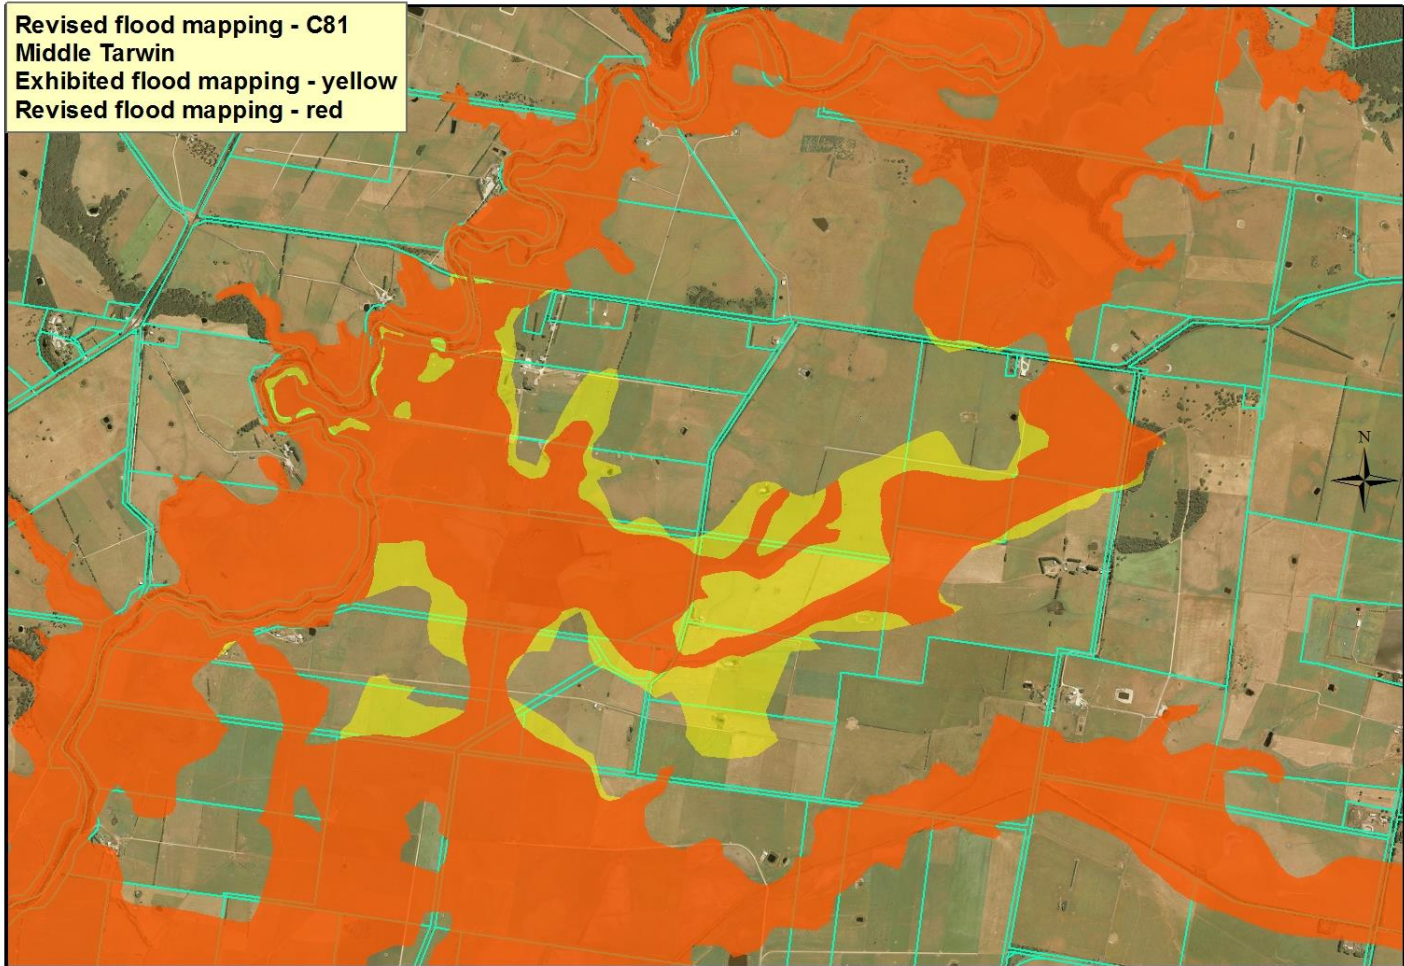 Revised flood mapping - C81
Middle Tarwin
Exhibited flood mapping - yellow
Revised flood mapping - red
N